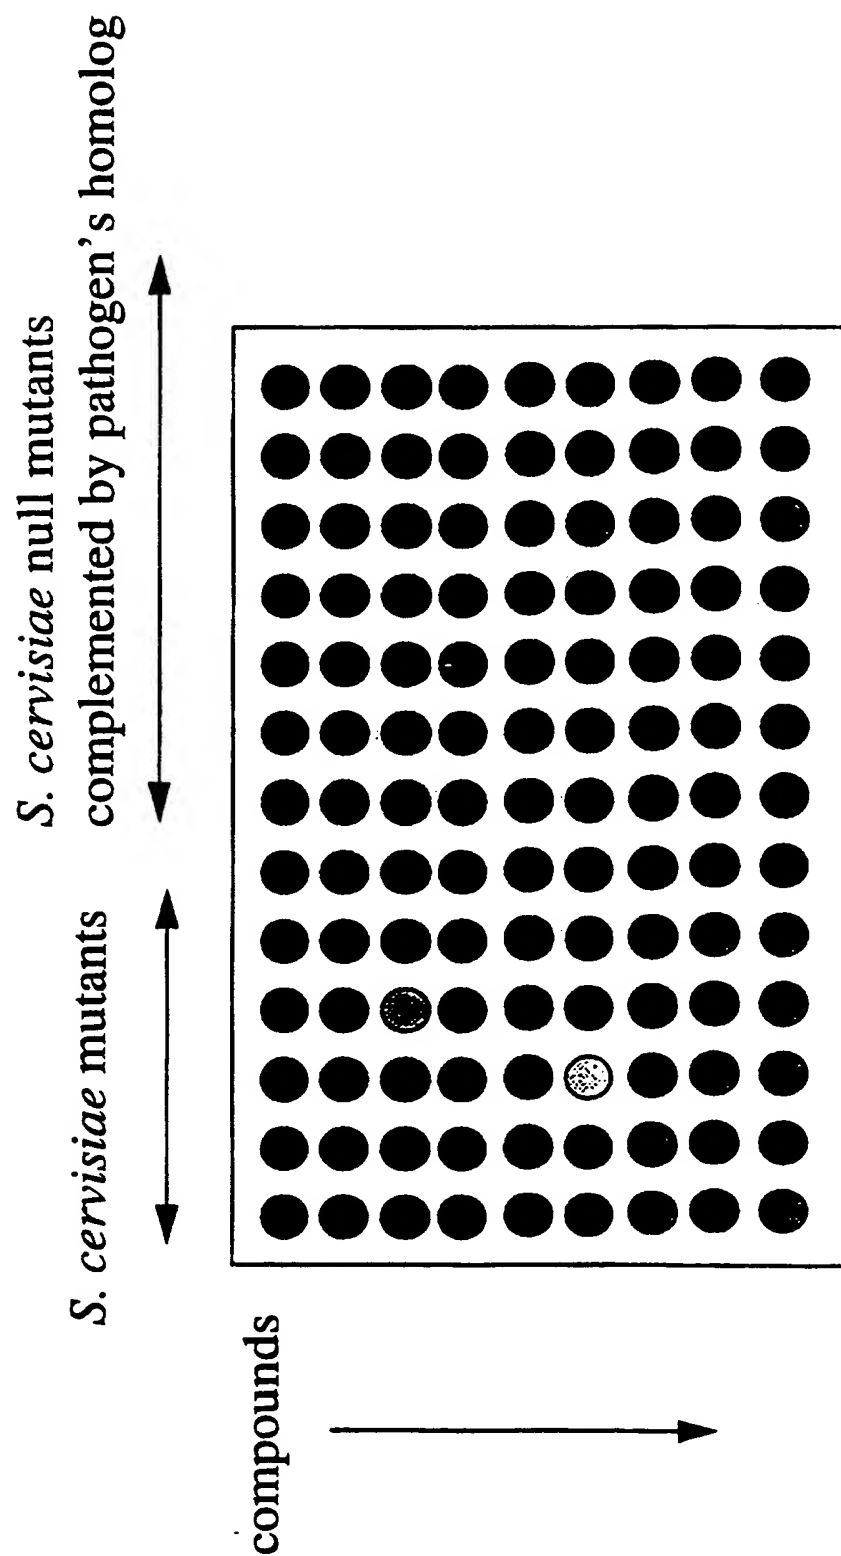 S. cervisiae mutants
S. cervisiae null mutants
complemented by pathogen's homolog
compounds